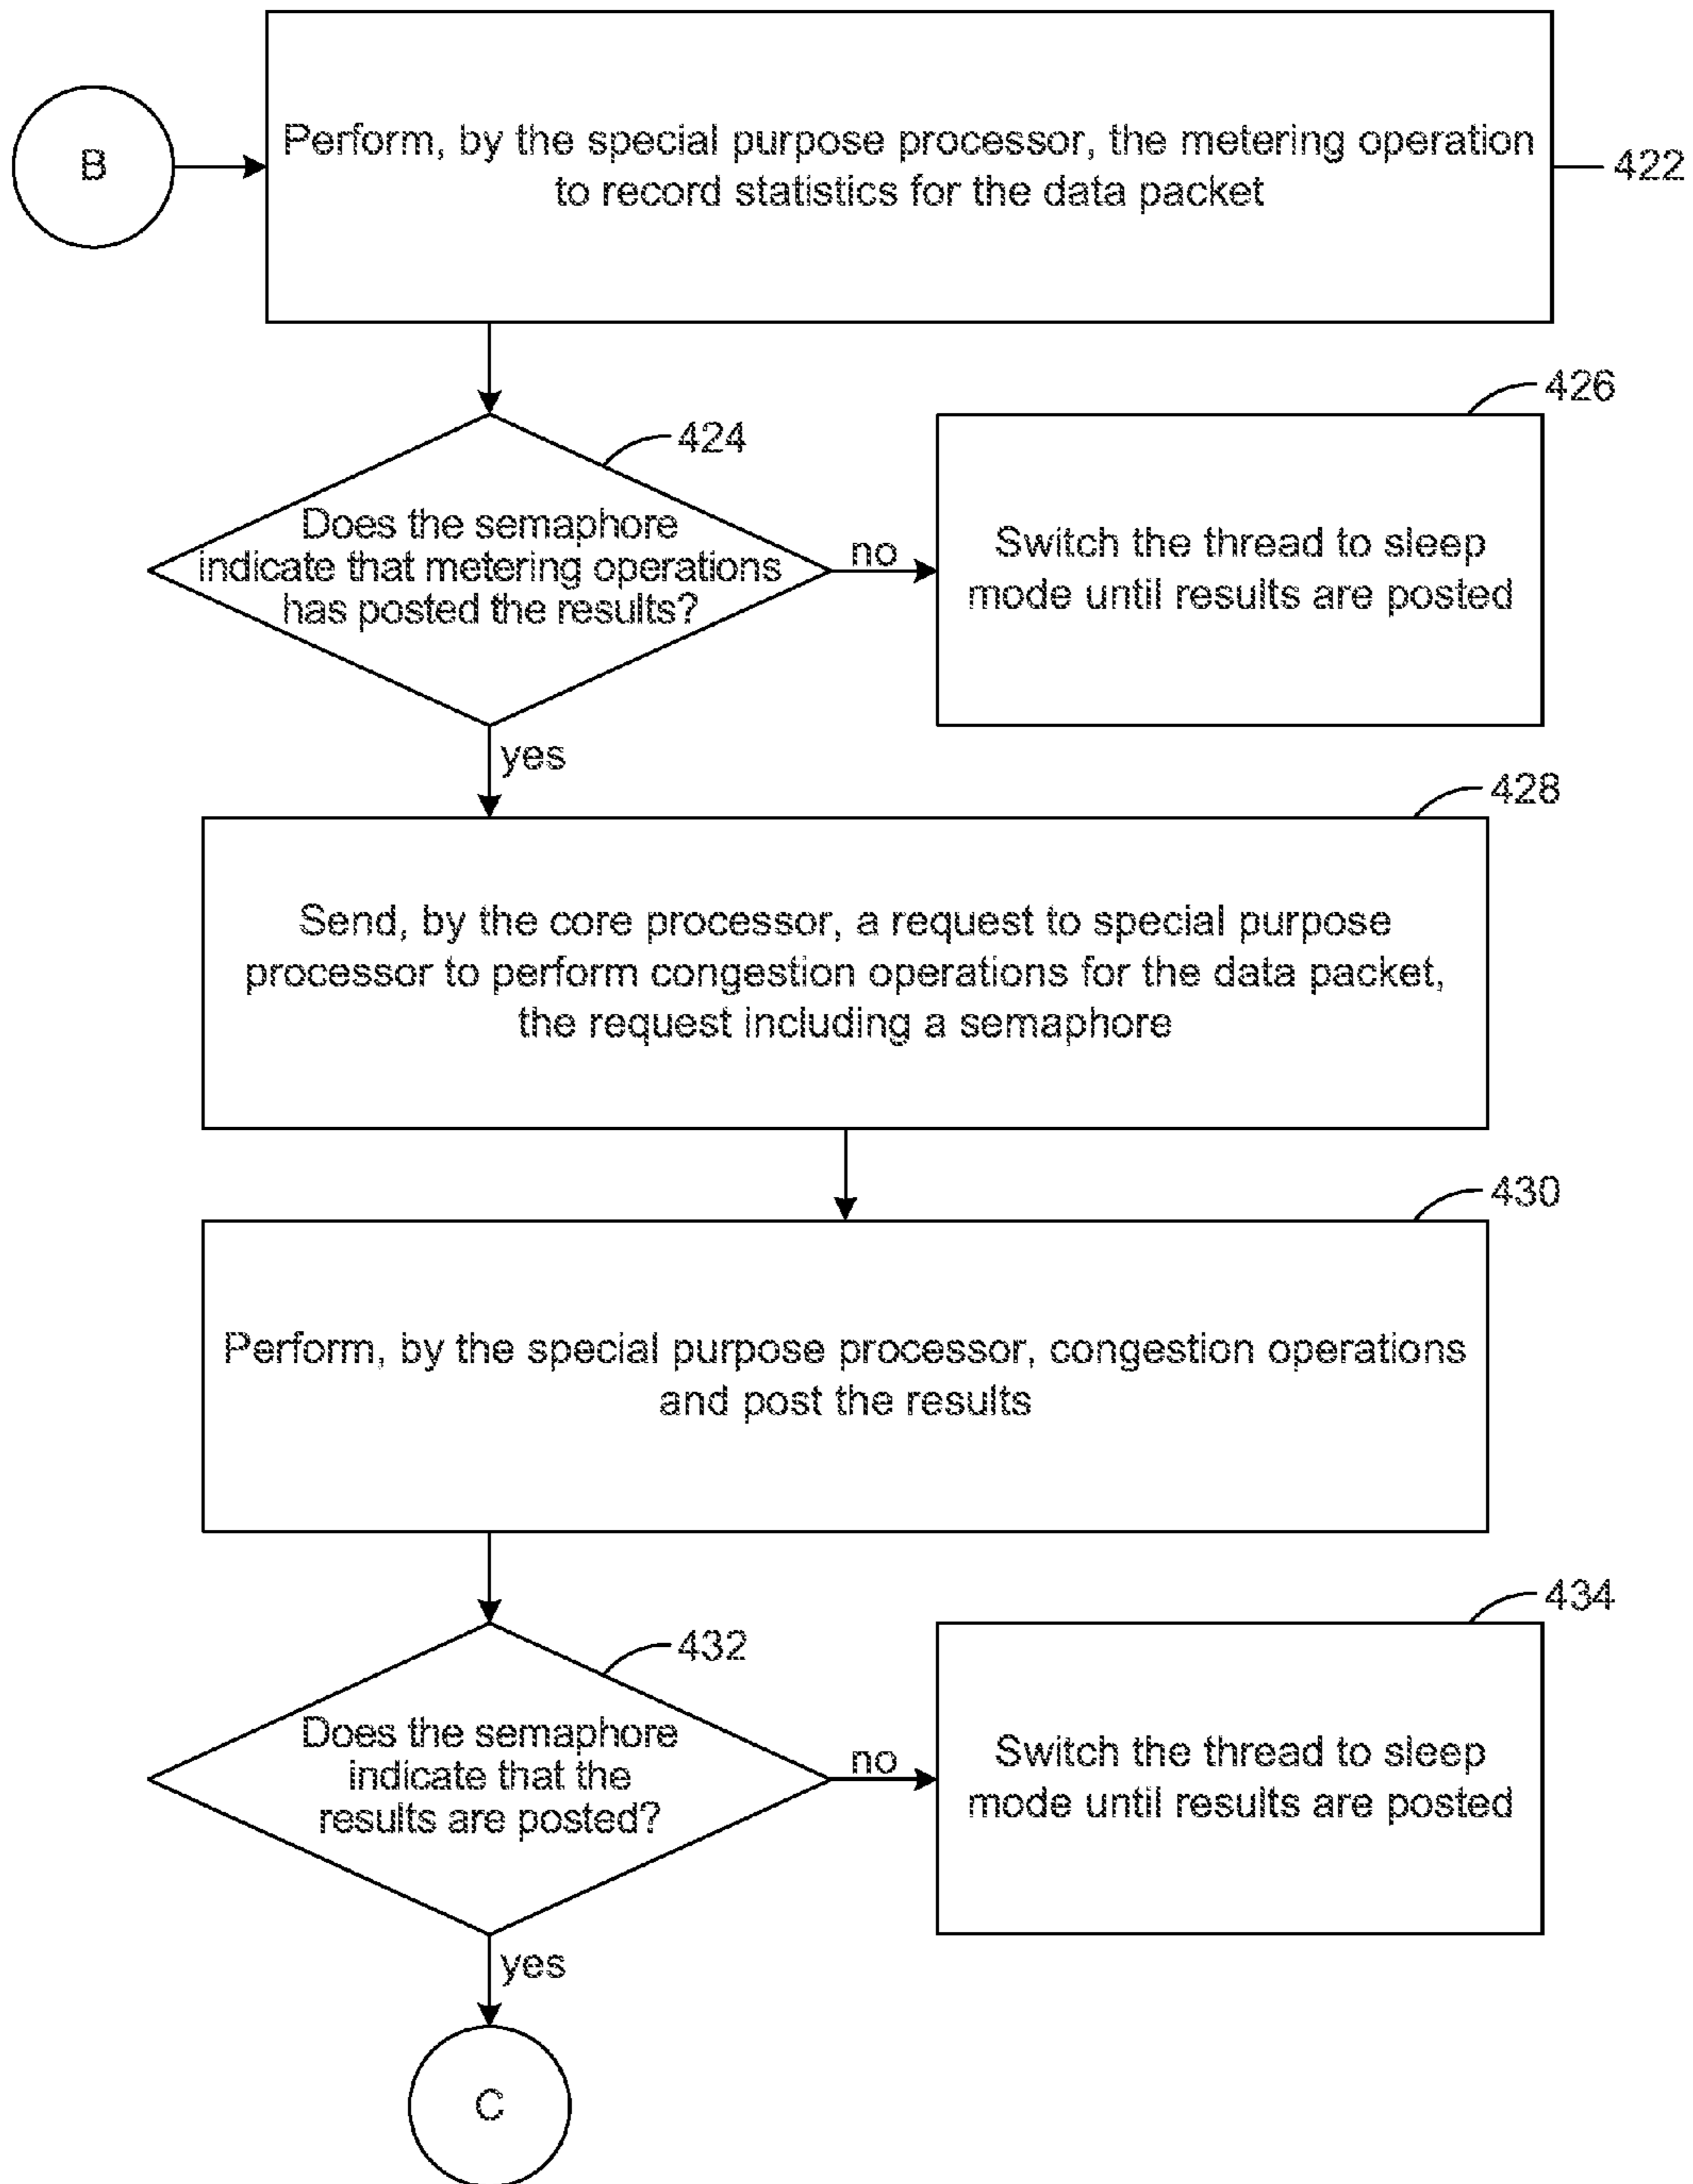 B
Perform, by the special purpose processor, the metering operation
to record statistics for the data packet
422
424
Does the semaphore
indicate that metering operations
has posted the results?
no
426
Switch the thread to sleep
mode until results are posted
yes
428
Send, by the core processor, a request to special purpose
processor to perform congestion operations for the data packet,
the request including a semaphore
430
Perform, by the special purpose processor, congestion operations
and post the results
432
Does the semaphore
indicate that the
results are posted?
no
434
Switch the thread to sleep
mode until results are posted
yes
C